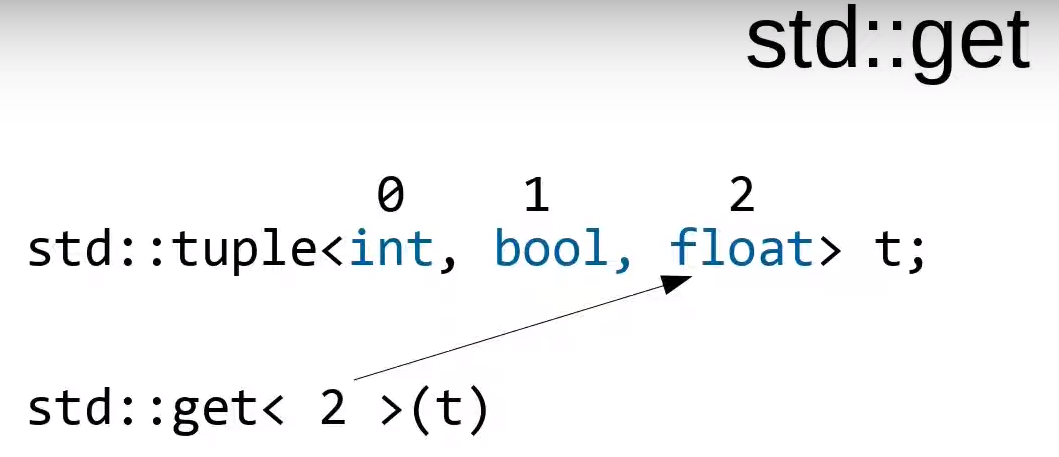 std::get
0 1 2
std::tuple<int, bool, float> t;
std::get< 2 >(t)